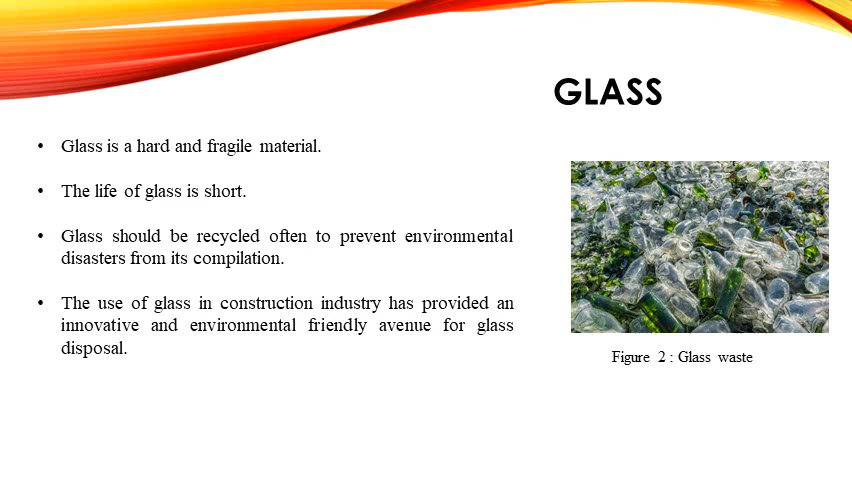 GLASS
• Glass is a hard and fragile material.
• The life of glass is short.
• Glass should be recycled often to prevent environmental
disasters from its compilation.
• The use of glass in construction industry has provided an
innovative and environmental friendly avenue for glass
disposal.
Figure 2 : Glass waste